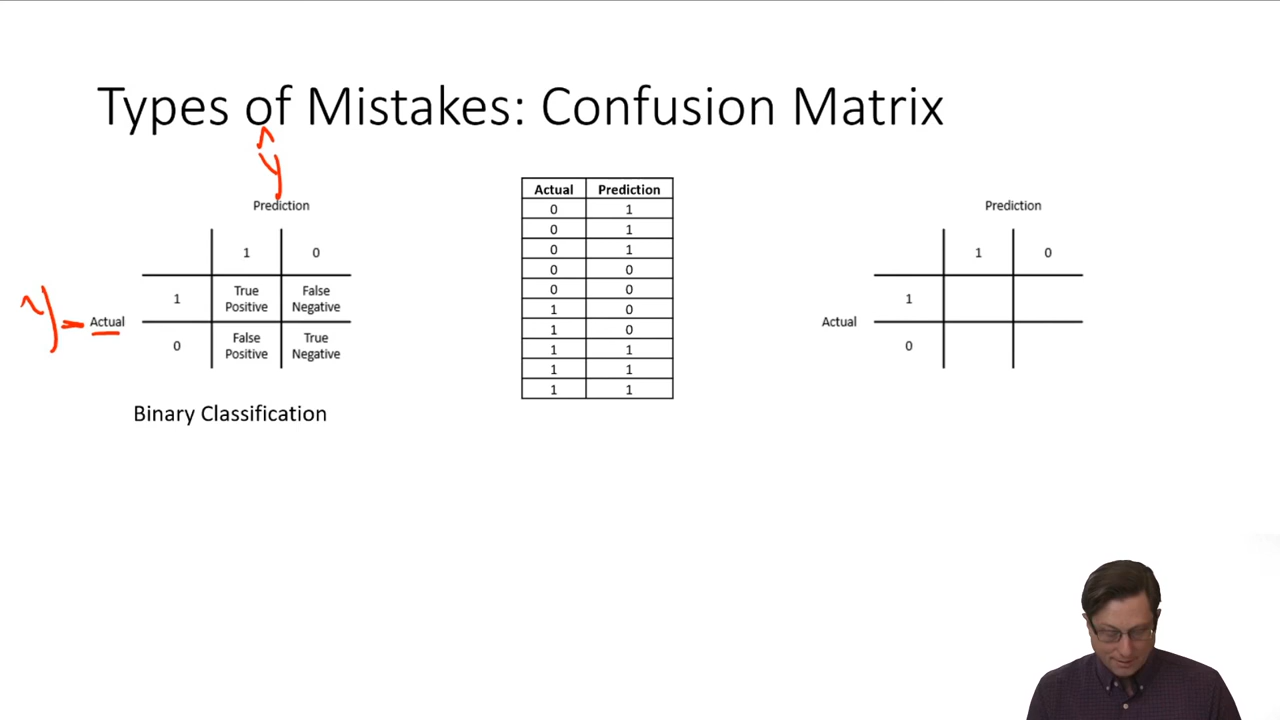 Types of Mistakes: Confusion Matrix
ŷ
Prediction
1 0
1 True Positive False Negative
y Actual
0 False Positive True Negative
Binary Classification
Actual Prediction
0 1
0 1
0 1
0 0
0 0
1 0
1 0
1 1
1 1
1 1
Prediction
1 0
1
Actual
0